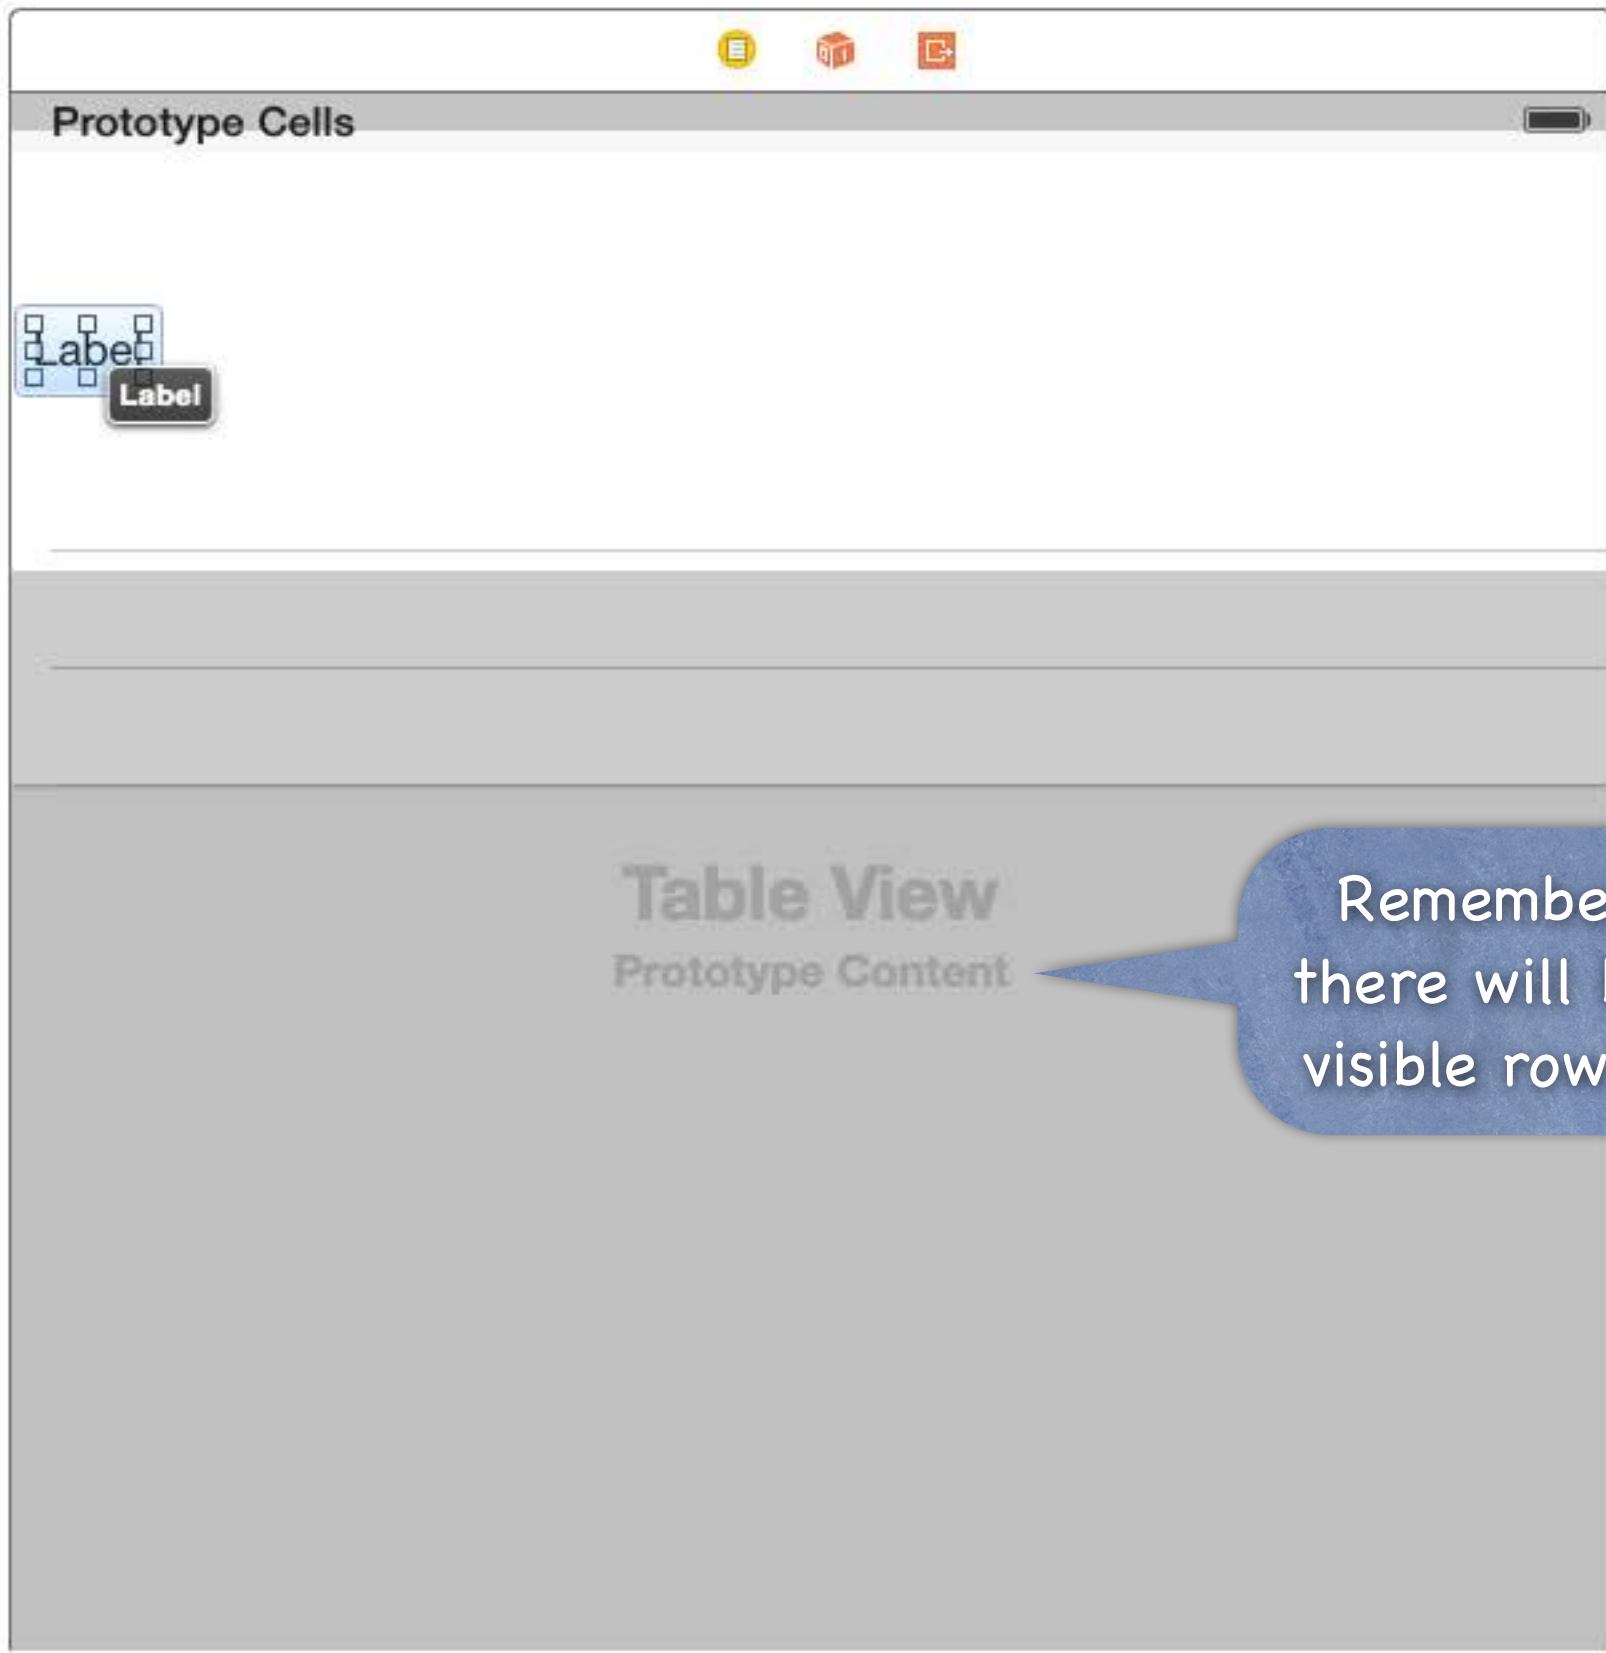 Prototype Cells
Label
Label
Table View
Prototype Content
Remembe
there will
visible row